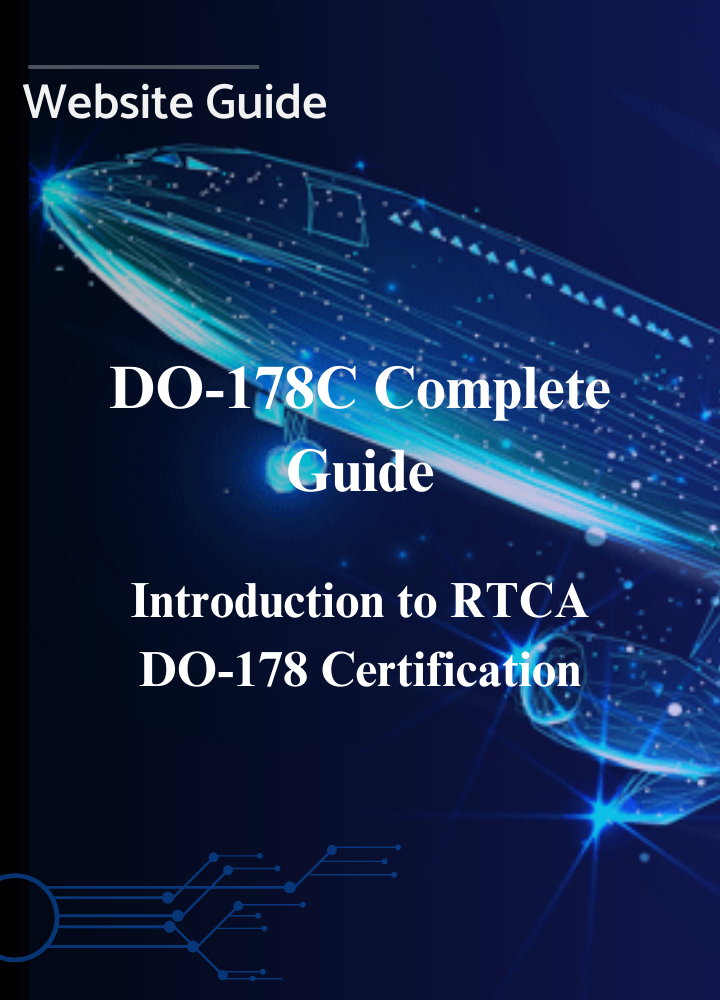 Website Guide
DO-178C Complete
Guide
Introduction to RTCA
DO-178 Certification